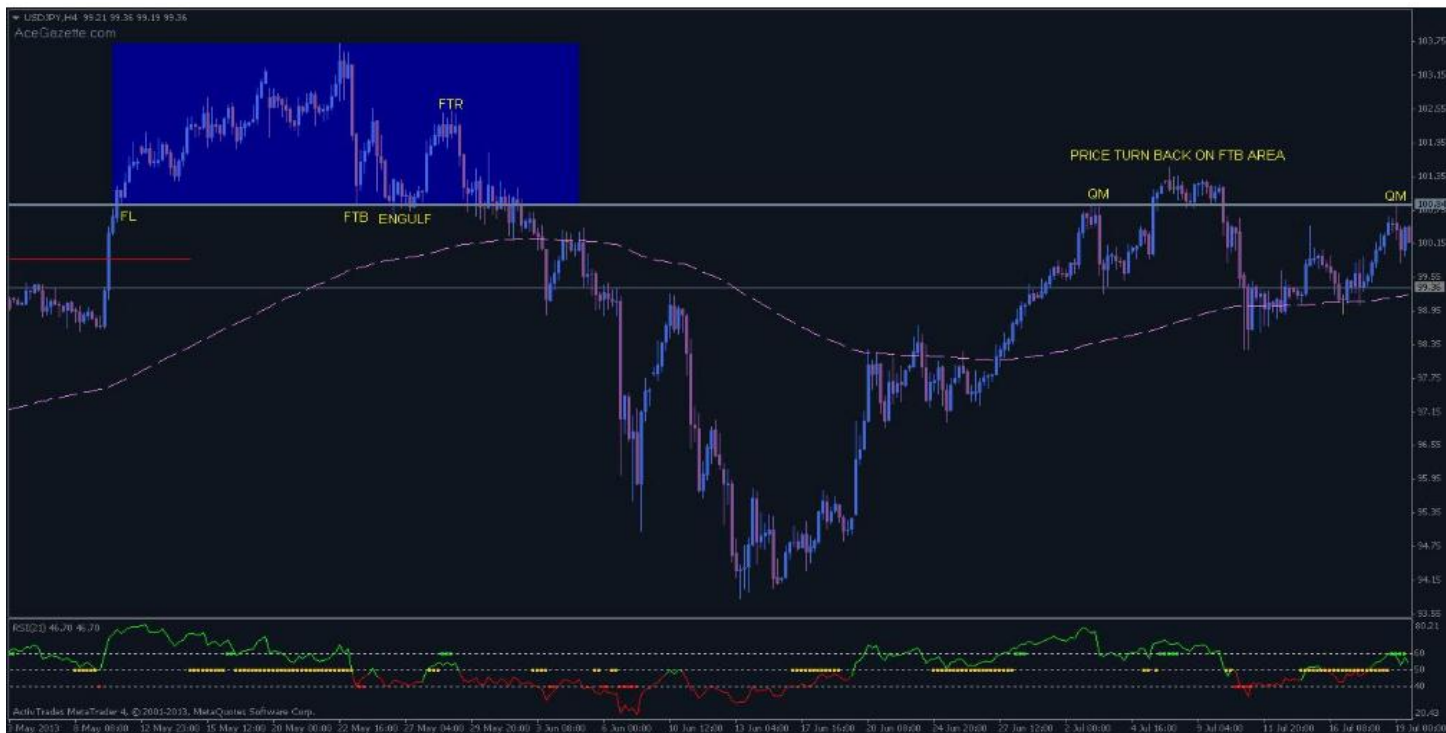 USDJPY,H4 99.21 99.36 99.19 99.36
AceGazette.com
103.75
103.15
FTR
102.55
101.95
PRICE TURN BACK ON FTB AREA
101.35
QM
QM
FL
FTB
ENGULF
100.15
99.55
99.36
98.95
98.35
97.75
97.15
96.55
95.95
95.35
94.75
94.15
93.55
RSI(21) 46.70 46.70
80.21
60
50
40
20.43
ActivTrades MetaTrader 4, © 2001-2013, MetaQuotes Software Corp.
May 2013 8 May 08:00 12 May 23:00 15 May 12:00 20 May 00:00 22 May 16:00 27 May 04:00 29 May 20:00 3 Jun 08:00 6 Jun 00:00 10 Jun 12:00 13 Jun 04:00 17 Jun 16:00 20 Jun 08:00 24 Jun 20:00 27 Jun 12:00 2 Jul 00:00 4 Jul 16:00 9 Jul 04:00 11 Jul 20:00 16 Jul 08:00 19 Jul 00:00